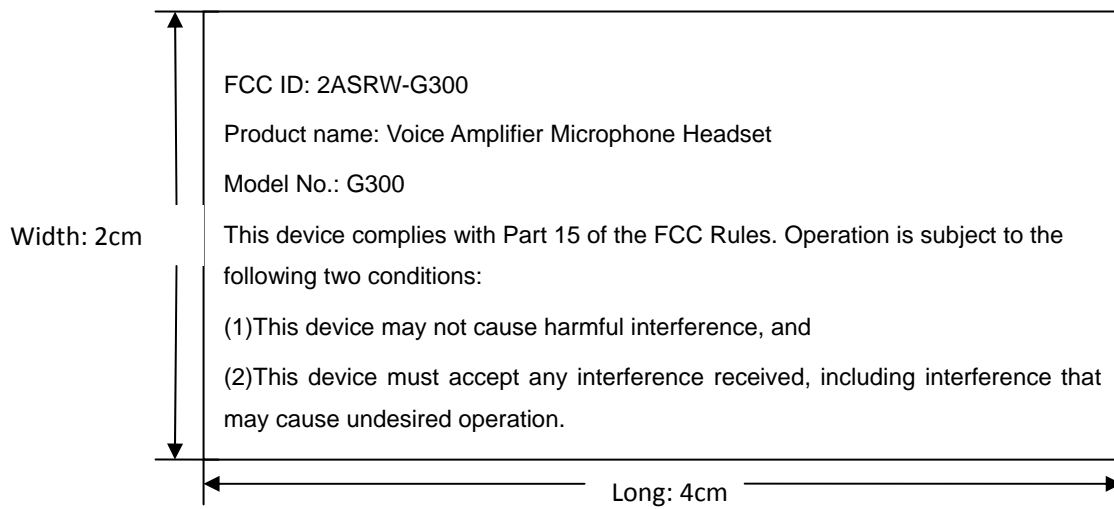 FCC ID: 2ASRW-G300
Product name: Voice Amplifier Microphone Headset
Model No.: G300
Width: 2cm
This device complies with Part 15 of the FCC Rules. Operation is subject to the
following two conditions:
(1)This device may not cause harmful interference, and
(2)This device must accept any interference received, including interference that
may cause undesired operation.
Long: 4cm